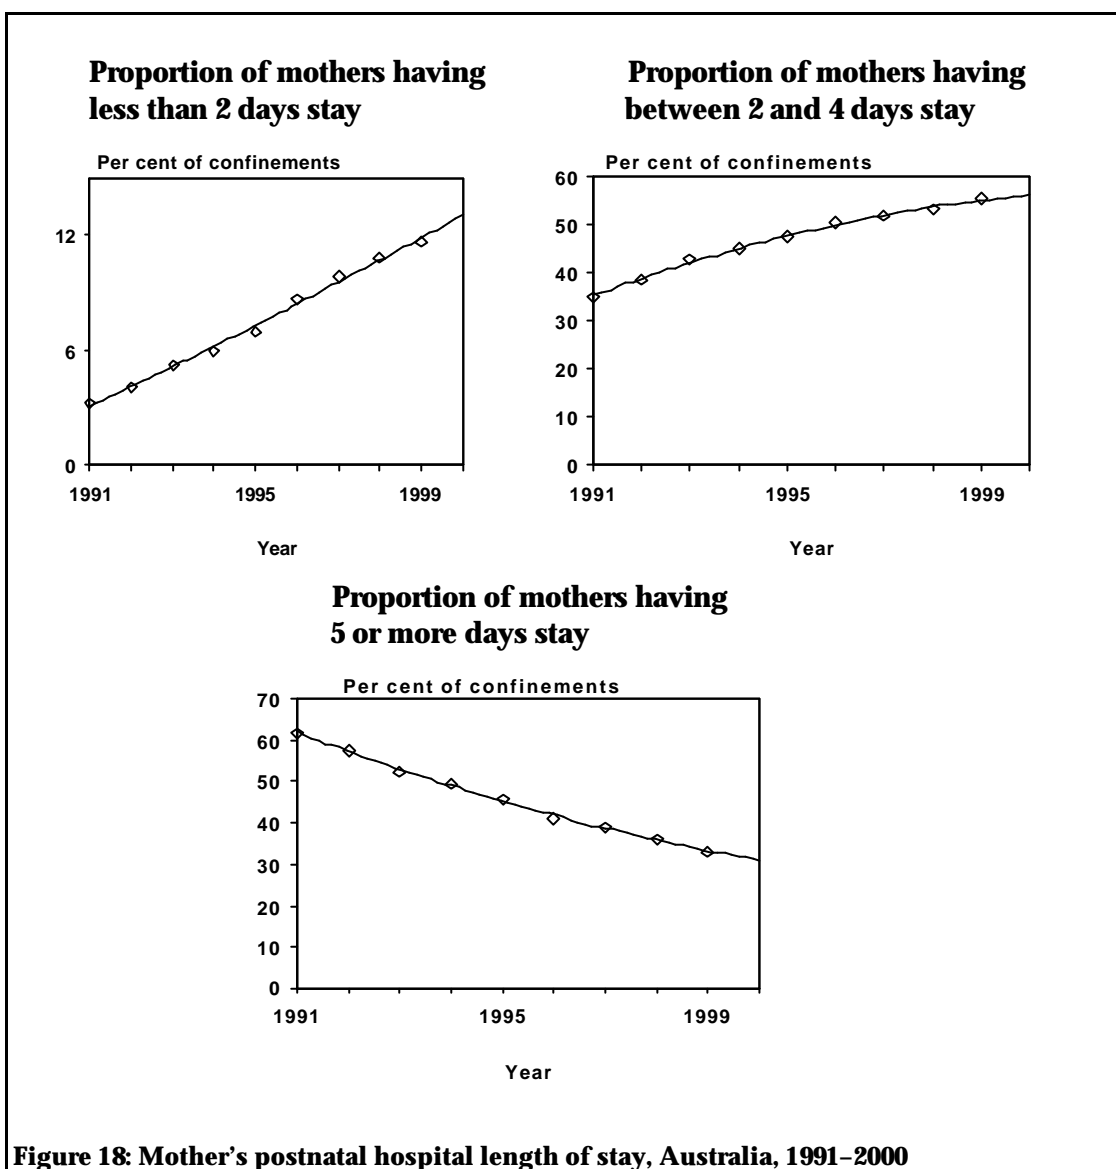 Proportion of mothers having
less than 2 days stay
Per cent of confinements
12
6
0
1991 1995 1999
Year
Proportion of mothers having
between 2 and 4 days stay
Per cent of confinements
60
50
40
30
20
10
0
1991 1995 1999
Year
Proportion of mothers having
5 or more days stay
Per cent of confinements
70
60
50
40
30
20
10
0
1991 1995 1999
Year
Figure 18: Mother’s postnatal hospital length of stay, Australia, 1991–2000